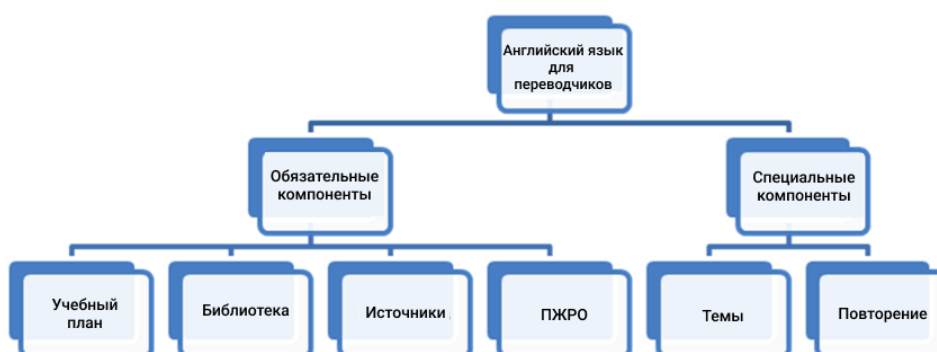 Английский язык
для
переводчиков
Обязательные
компоненты
Специальные
компоненты
Учебный
план
Библиотека
Источники
ПЖРО
Темы
Повторение